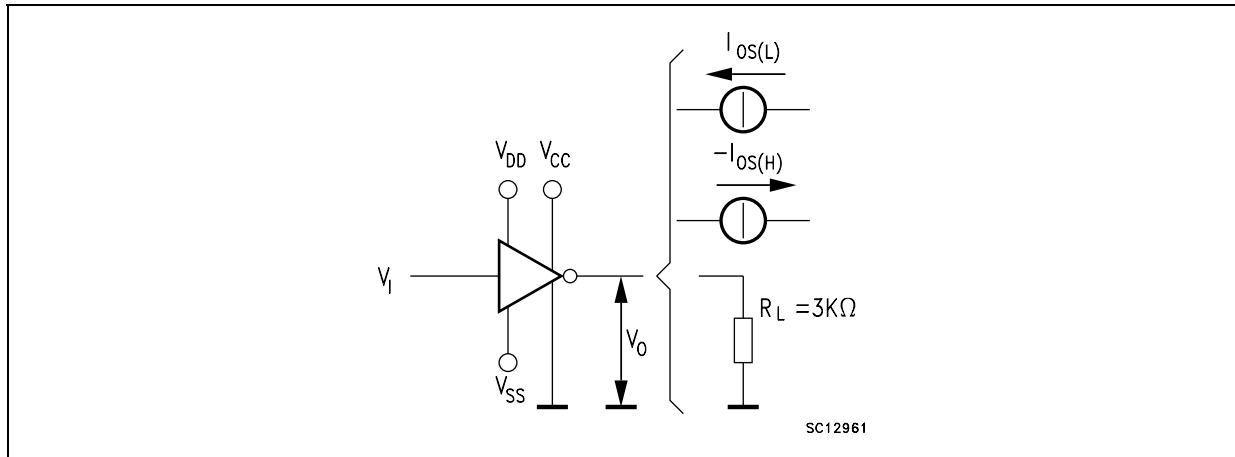 I OS(L)
–I OS(H)
V DD V CC
V I
R L = 3KΩ
V O
V SS
SC12961